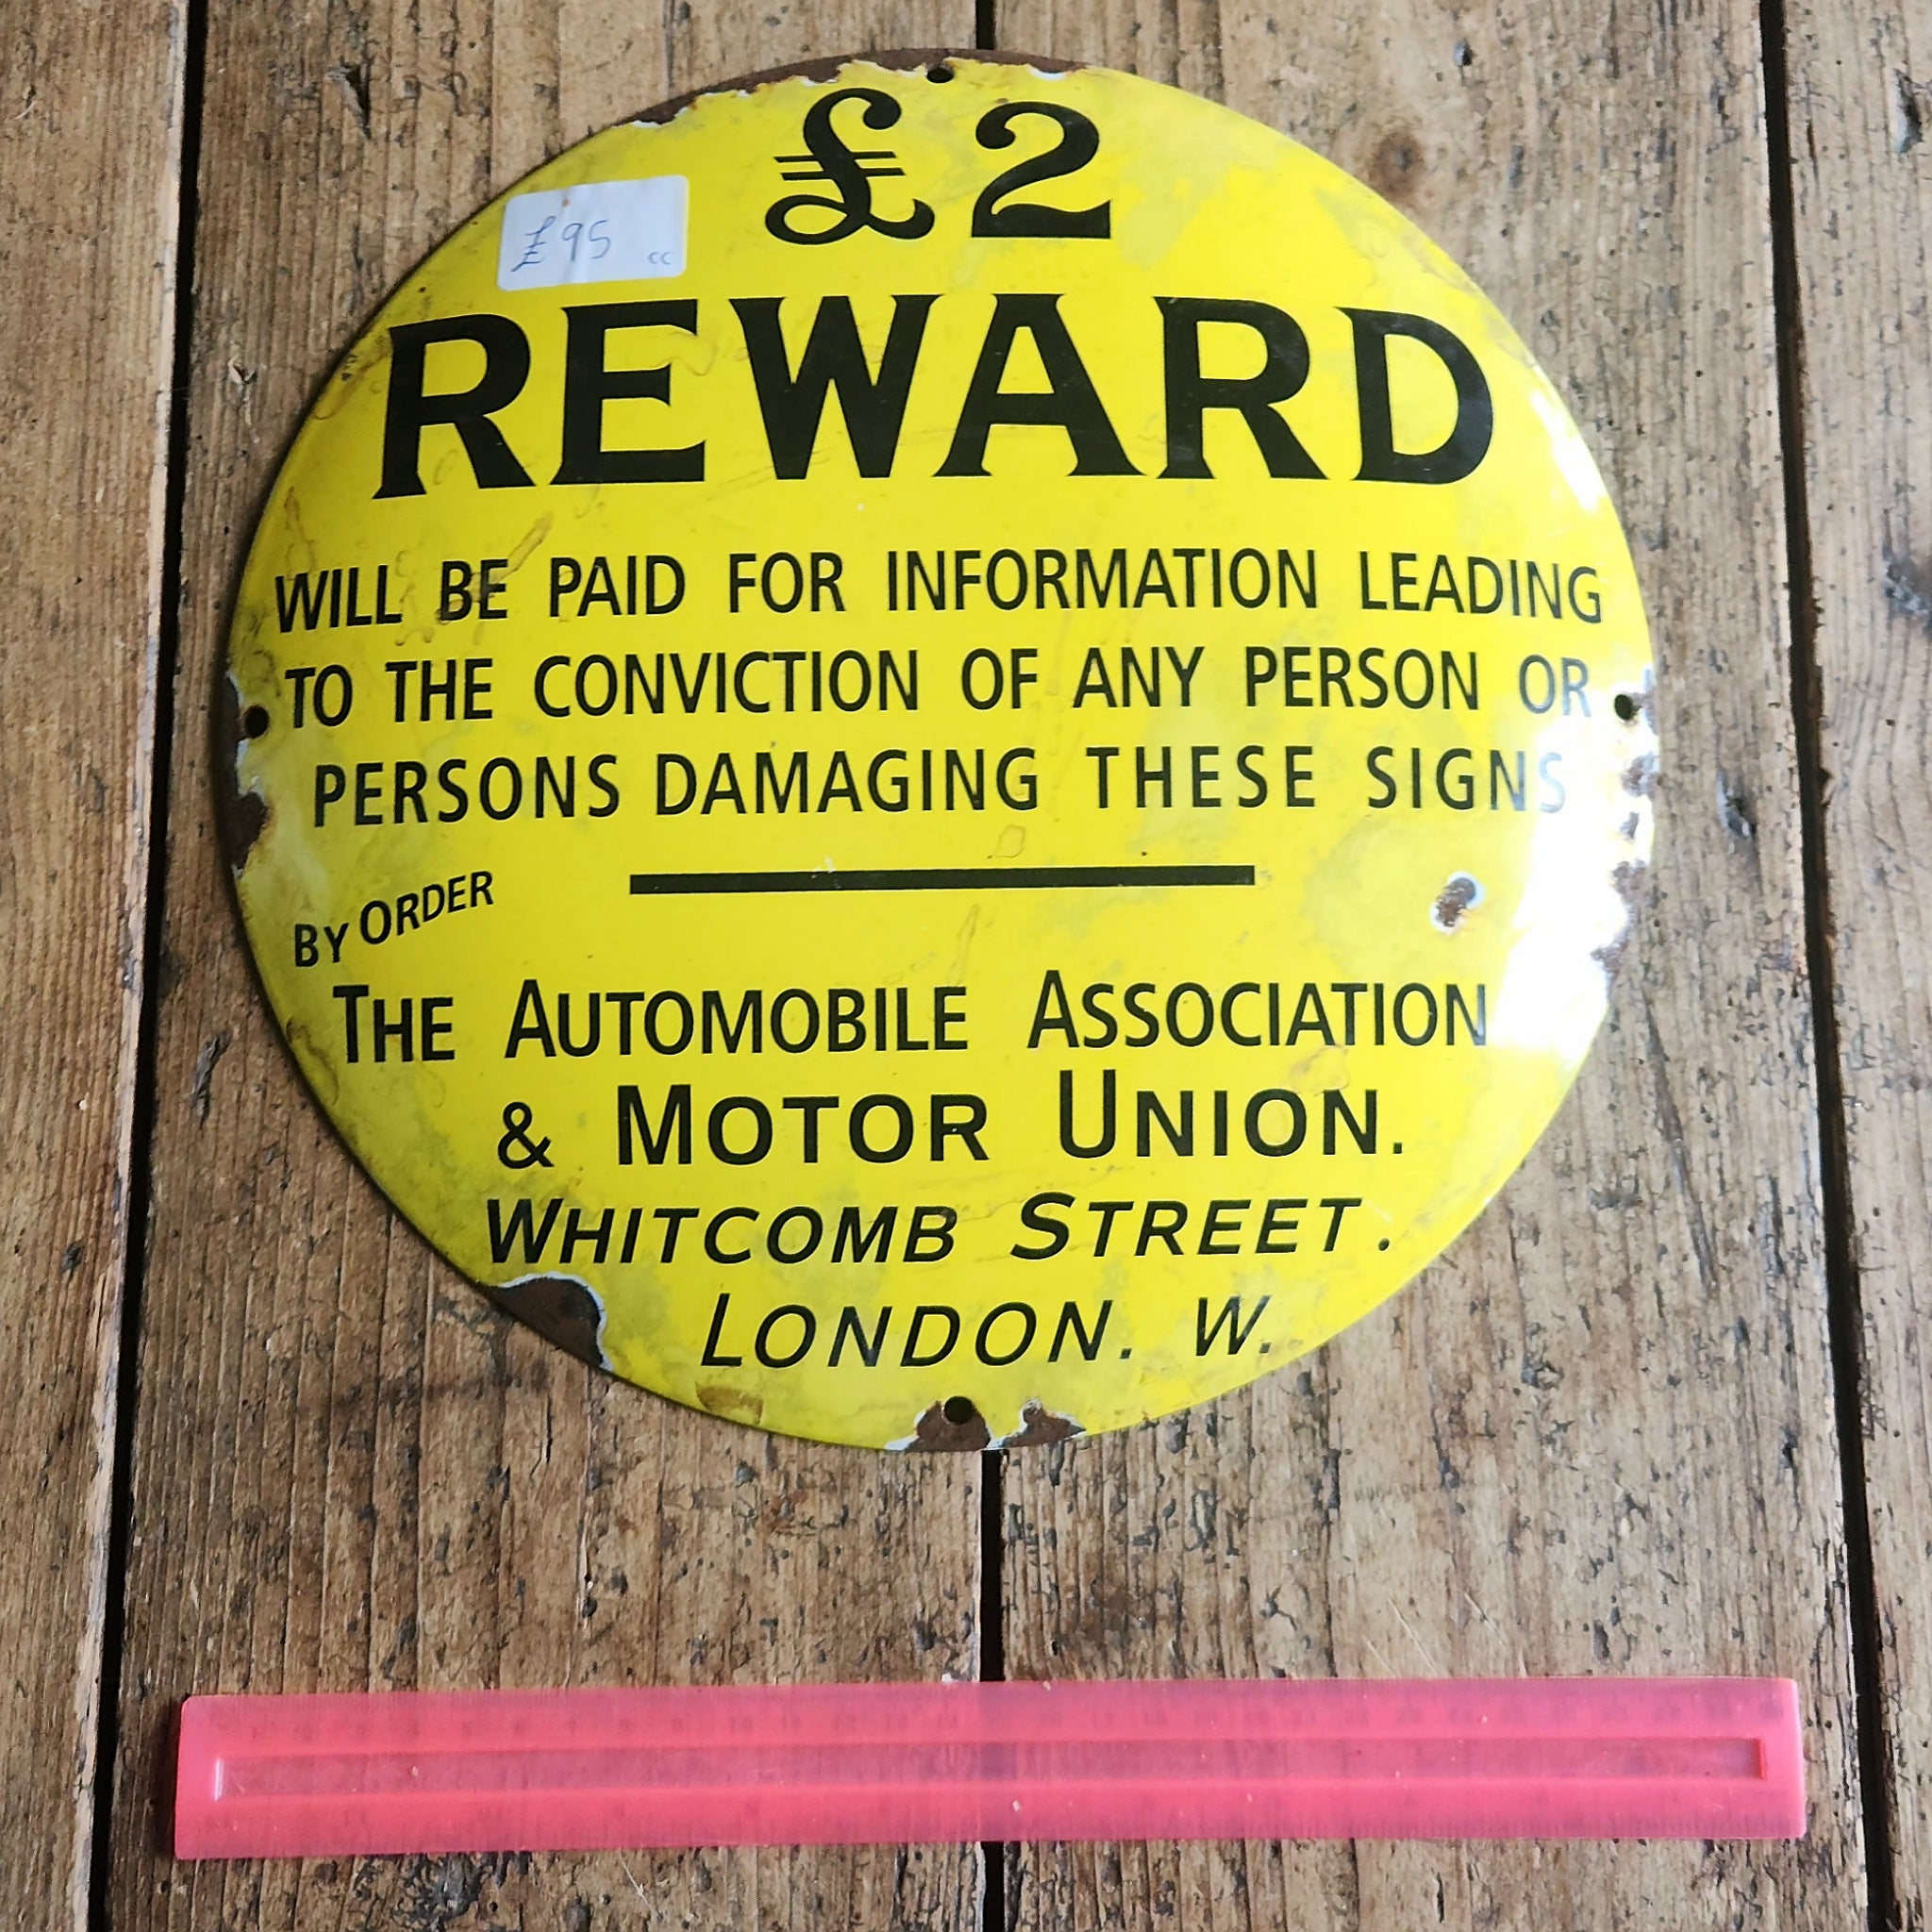 £2
£95 cc
REWARD
WILL BE PAID FOR INFORMATION LEADING
TO THE CONVICTION OF ANY PERSON OR
PERSONS DAMAGING THESE SIGNS
BY ORDER
THE AUTOMOBILE ASSOCIATION
& MOTOR UNION.
WHITCOMB STREET.
LONDON. W.